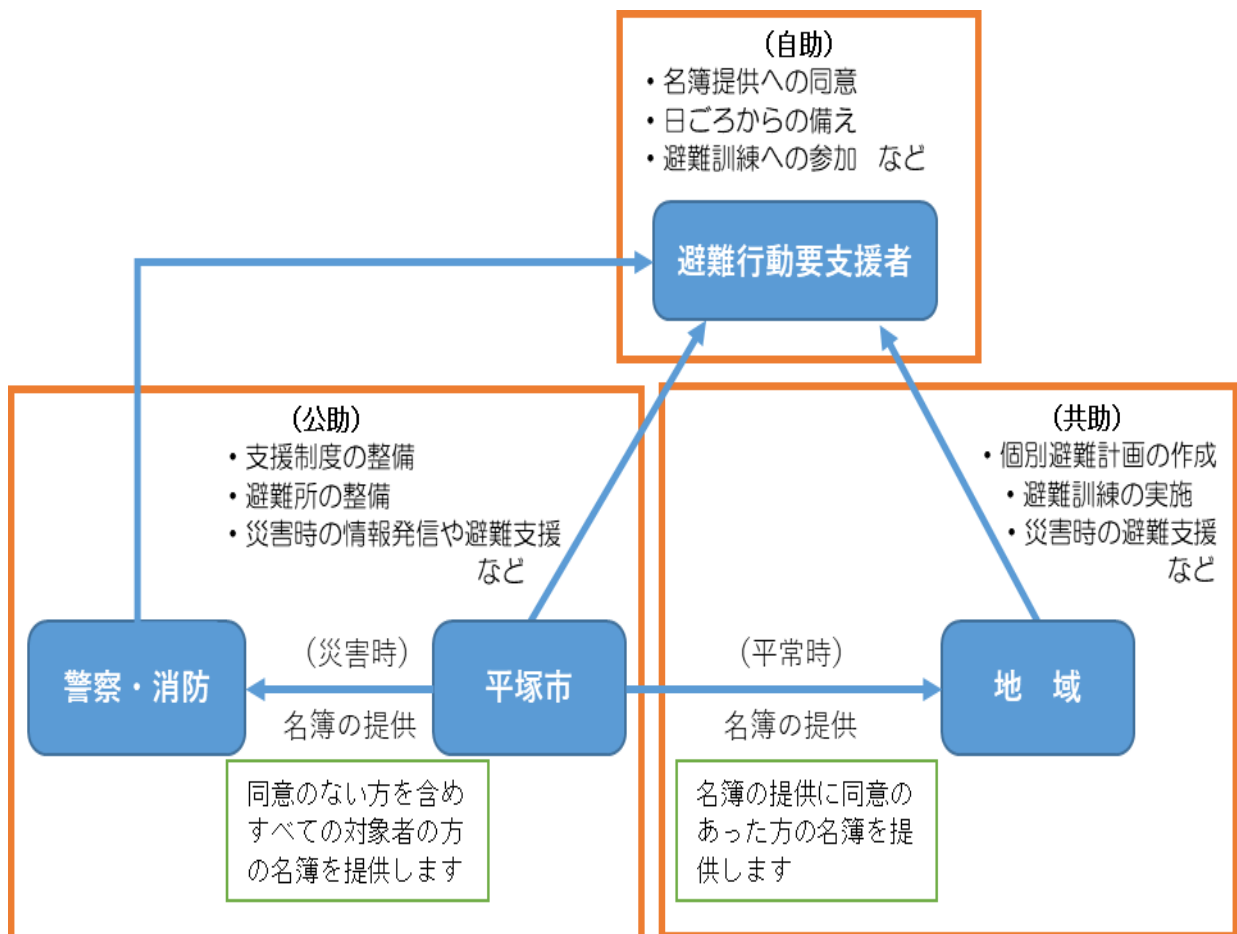 (自助)
・名簿提供への同意
・日ごろからの備え
・避難訓練への参加 など
避難行動要支援者
(公助)
・支援制度の整備
・避難所の整備
・災害時の情報発信や避難支援
など
(共助)
・個別避難計画の作成
・避難訓練の実施
・災害時の避難支援
など
警察・消防
(災害時)
名簿の提供
平塚市
(平常時)
名簿の提供
地 域
同意のない方を含め
すべての対象者の方
の名簿を提供します
名簿の提供に同意の
あった方の名簿を提
供します